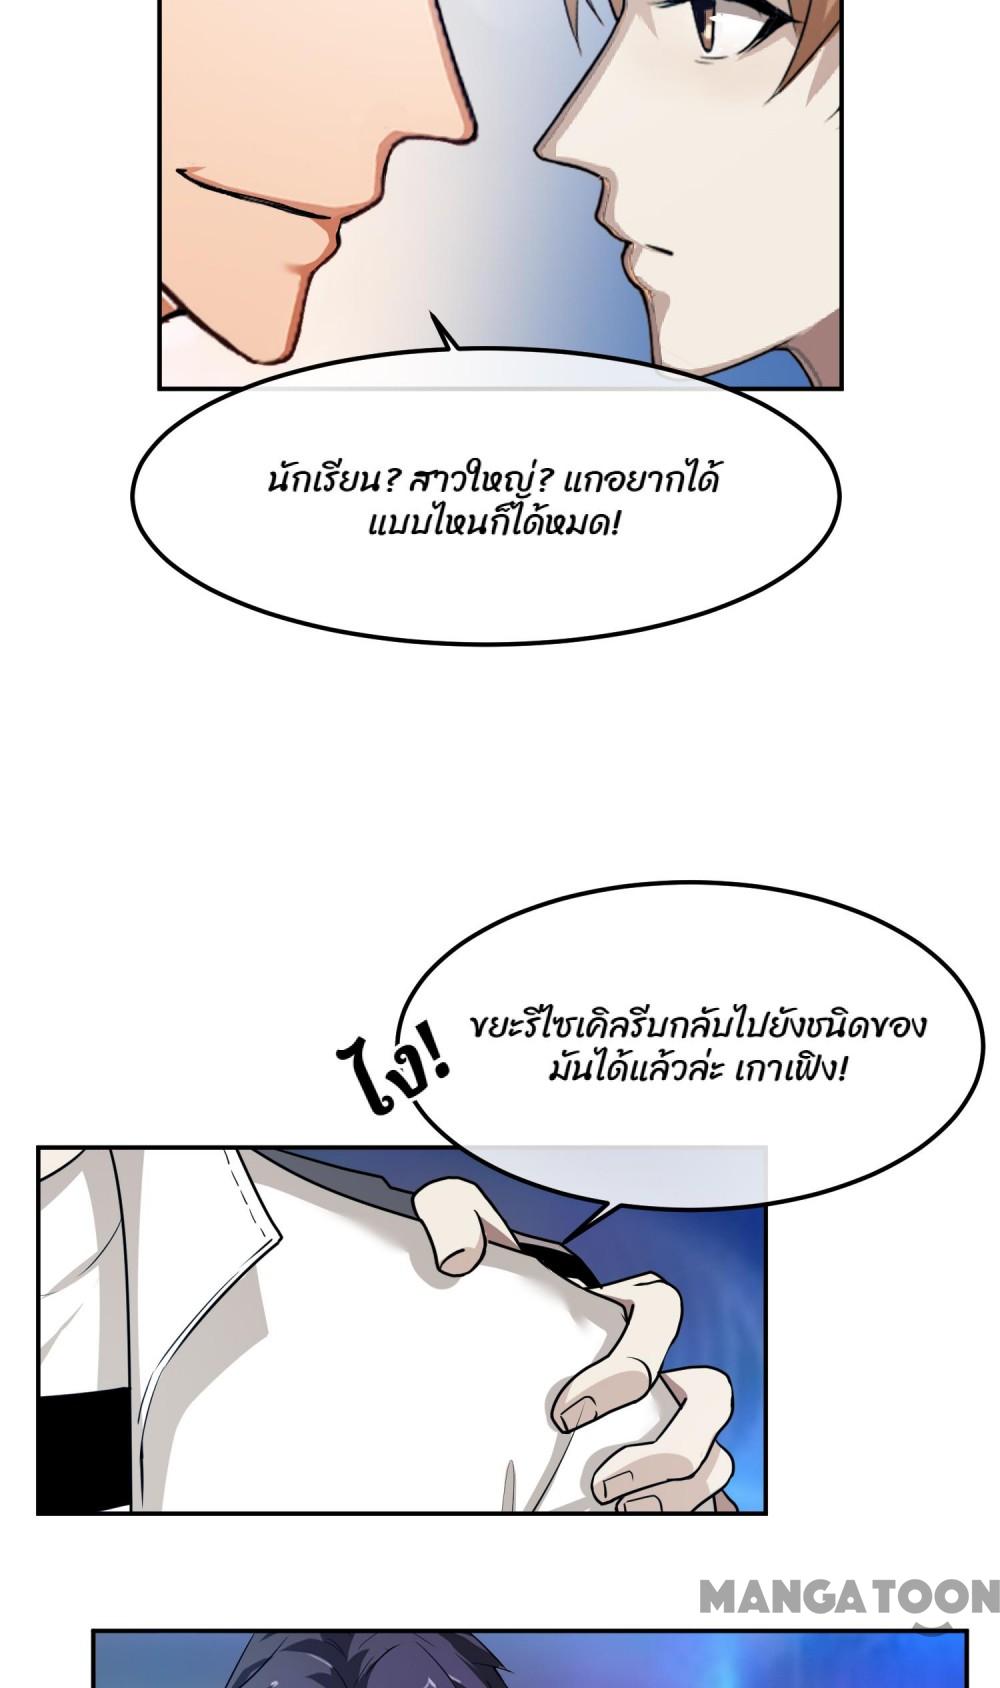 นักเรียน? สาวใหญ่? แกอยากได้
แบบไหนก็ได้หมด!
ขยะรีไซเคิลรีบกลับไปยังชนิดของ
มันได้แล้วล่ะ เกาเฟิง!
ไง!
MANGATOON